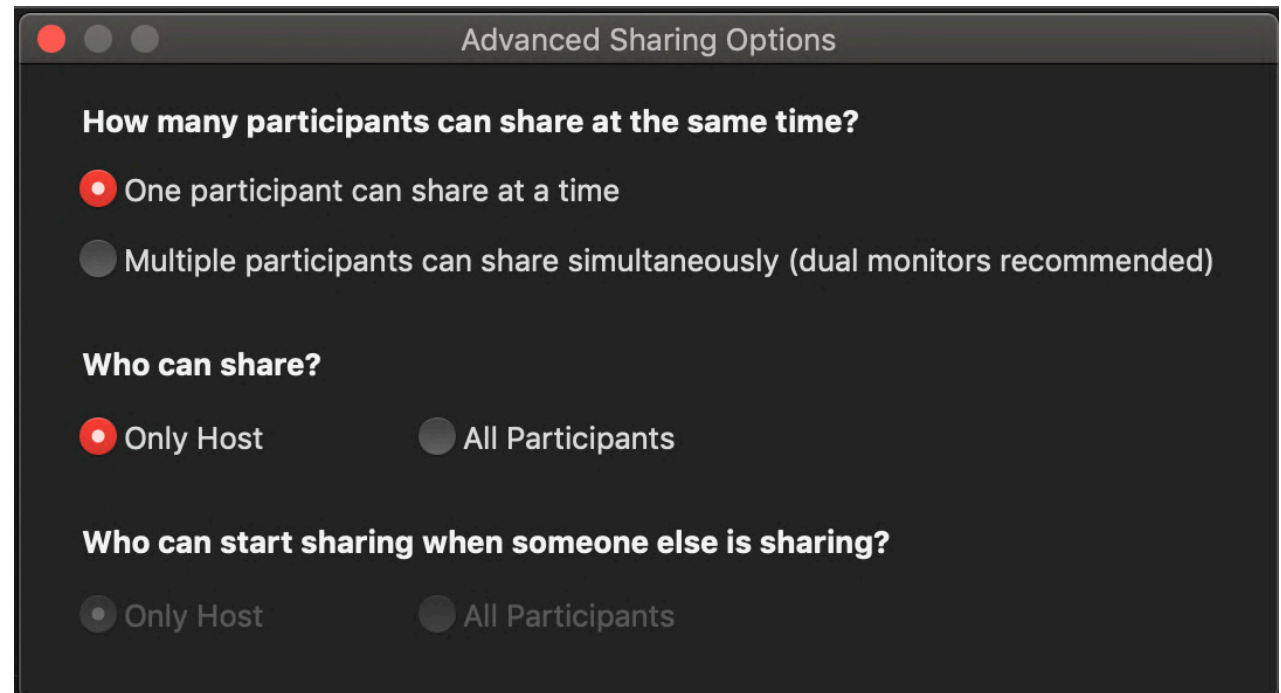 Advanced Sharing Options
How many participants can share at the same time?
One participant can share at a time
Multiple participants can share simultaneously (dual monitors recommended)
Who can share?
Only Host All Participants
Who can start sharing when someone else is sharing?
Only Host All Participants